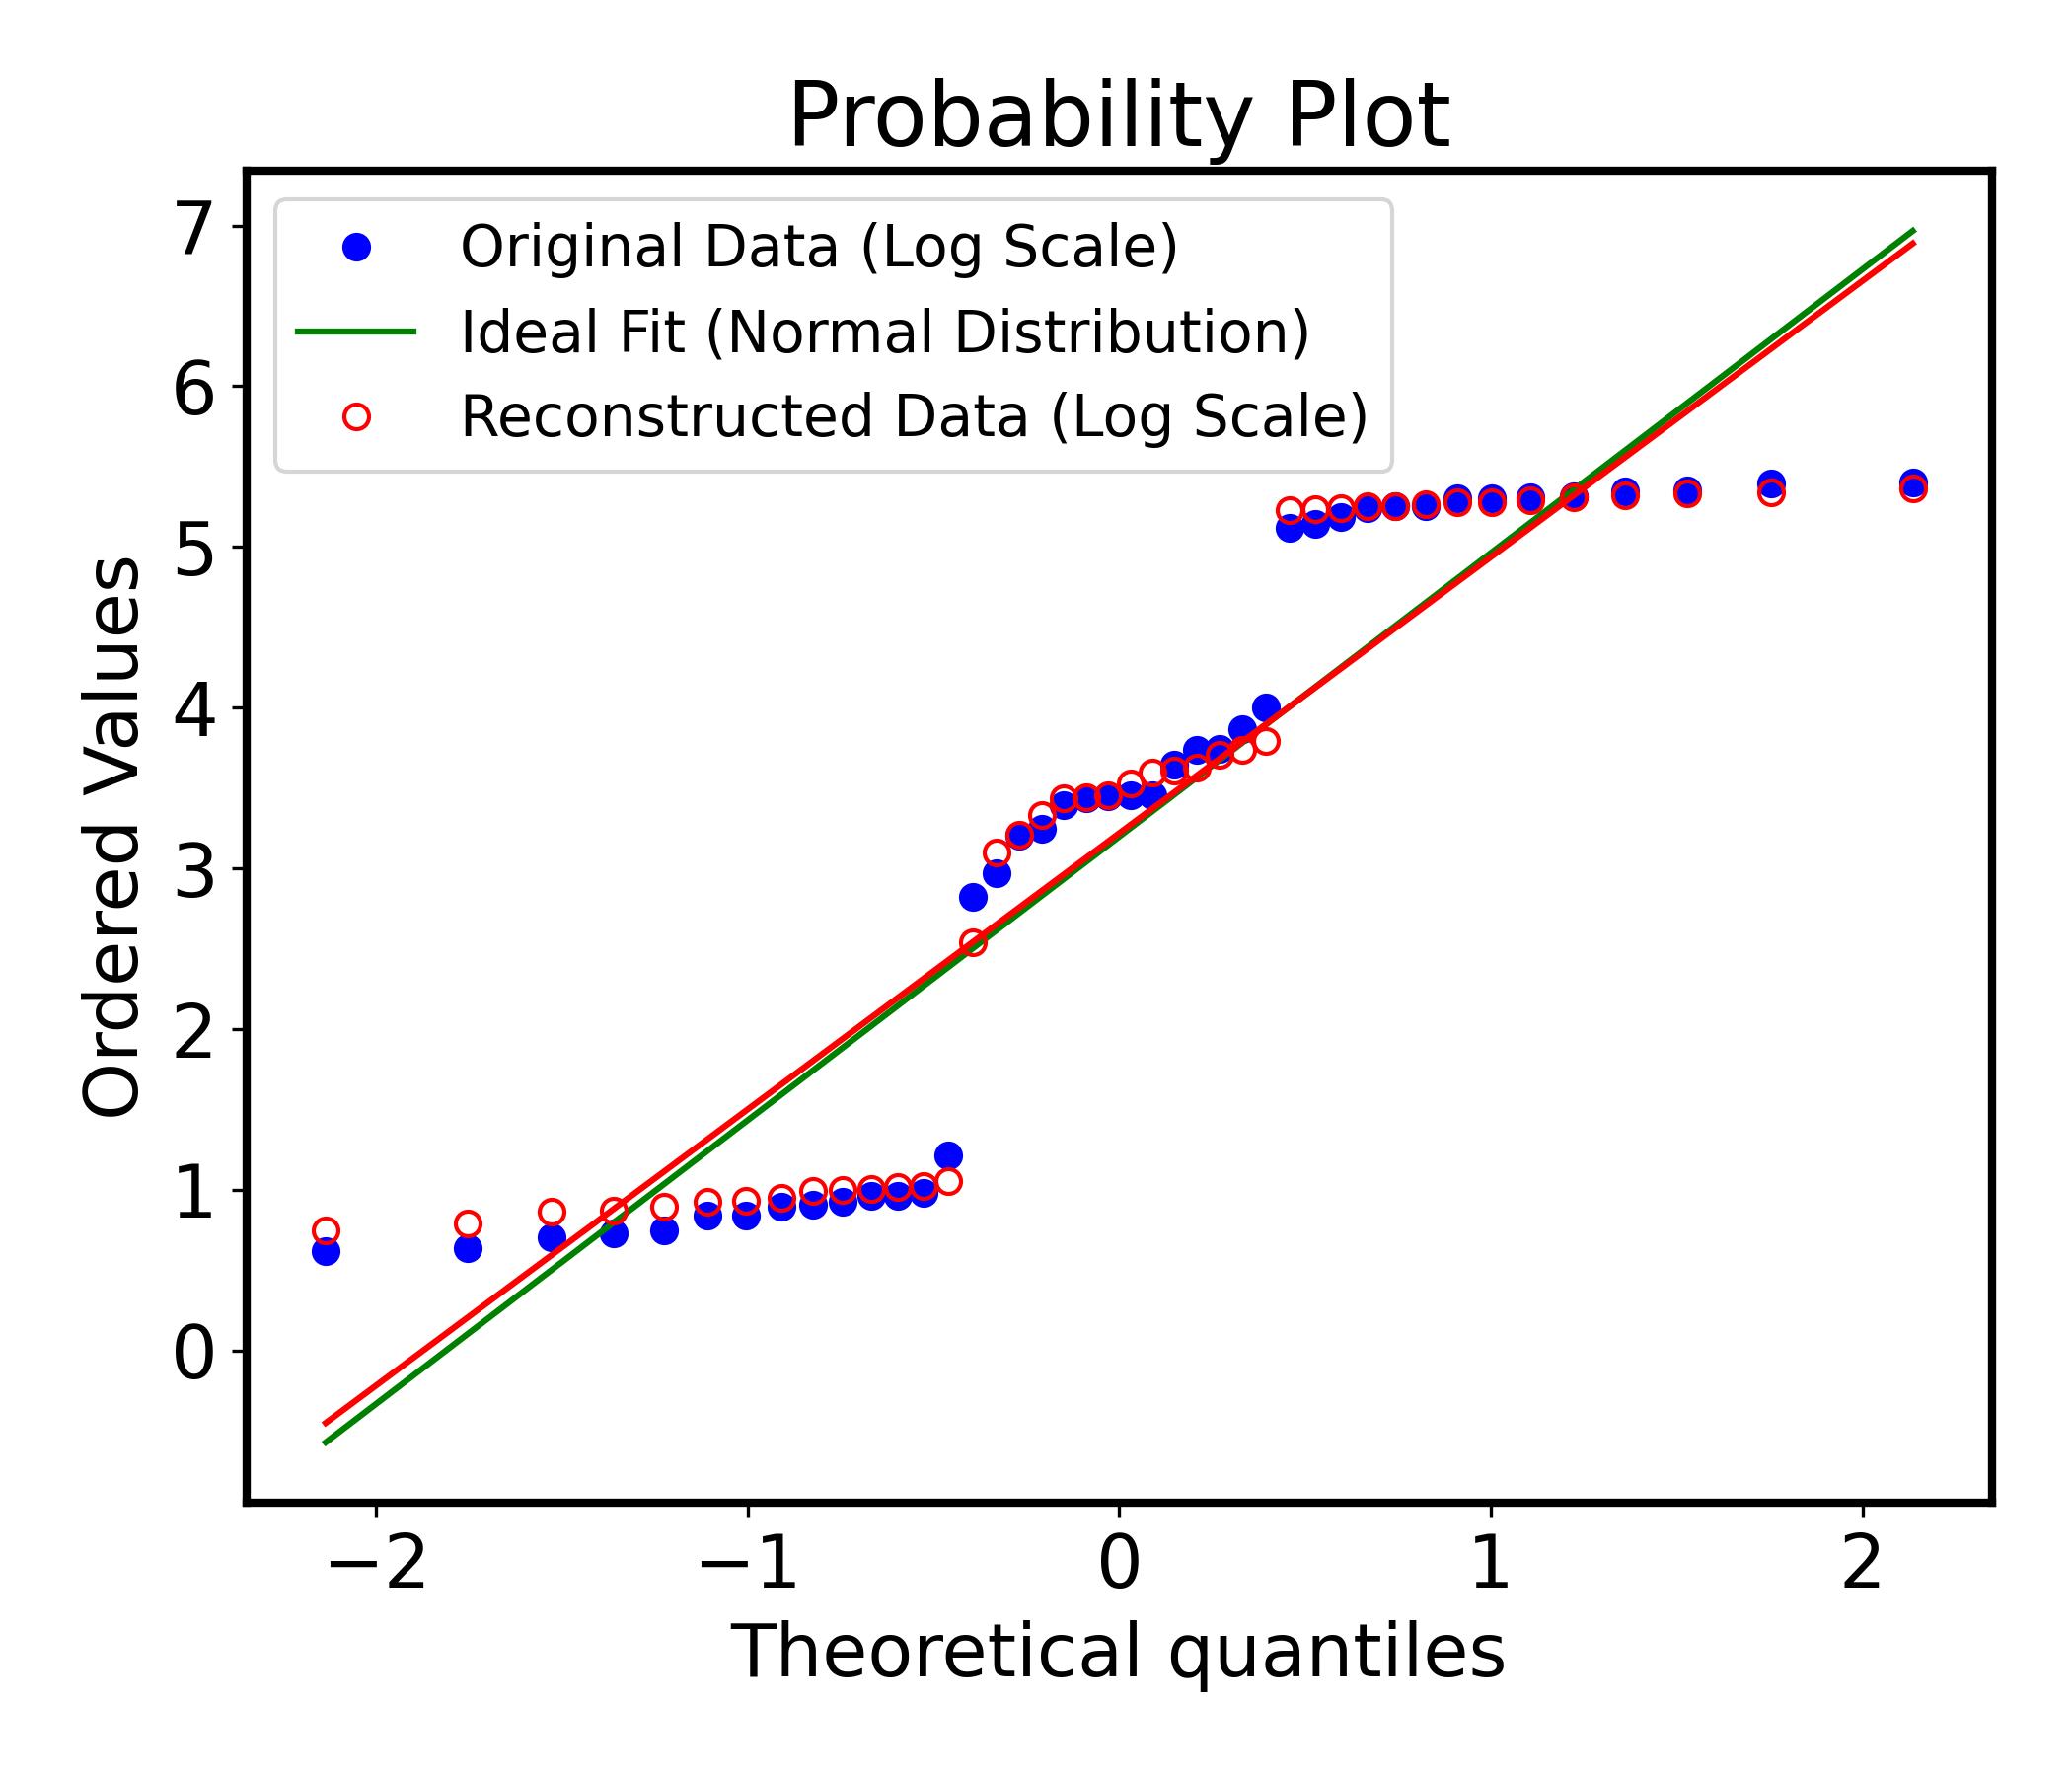 Probability Plot
Original Data (Log Scale)
Ideal Fit (Normal Distribution)
Reconstructed Data (Log Scale)
7
6
5
4
3
2
1
0
Ordered Values
−2
−1
0
1
2
Theoretical quantiles